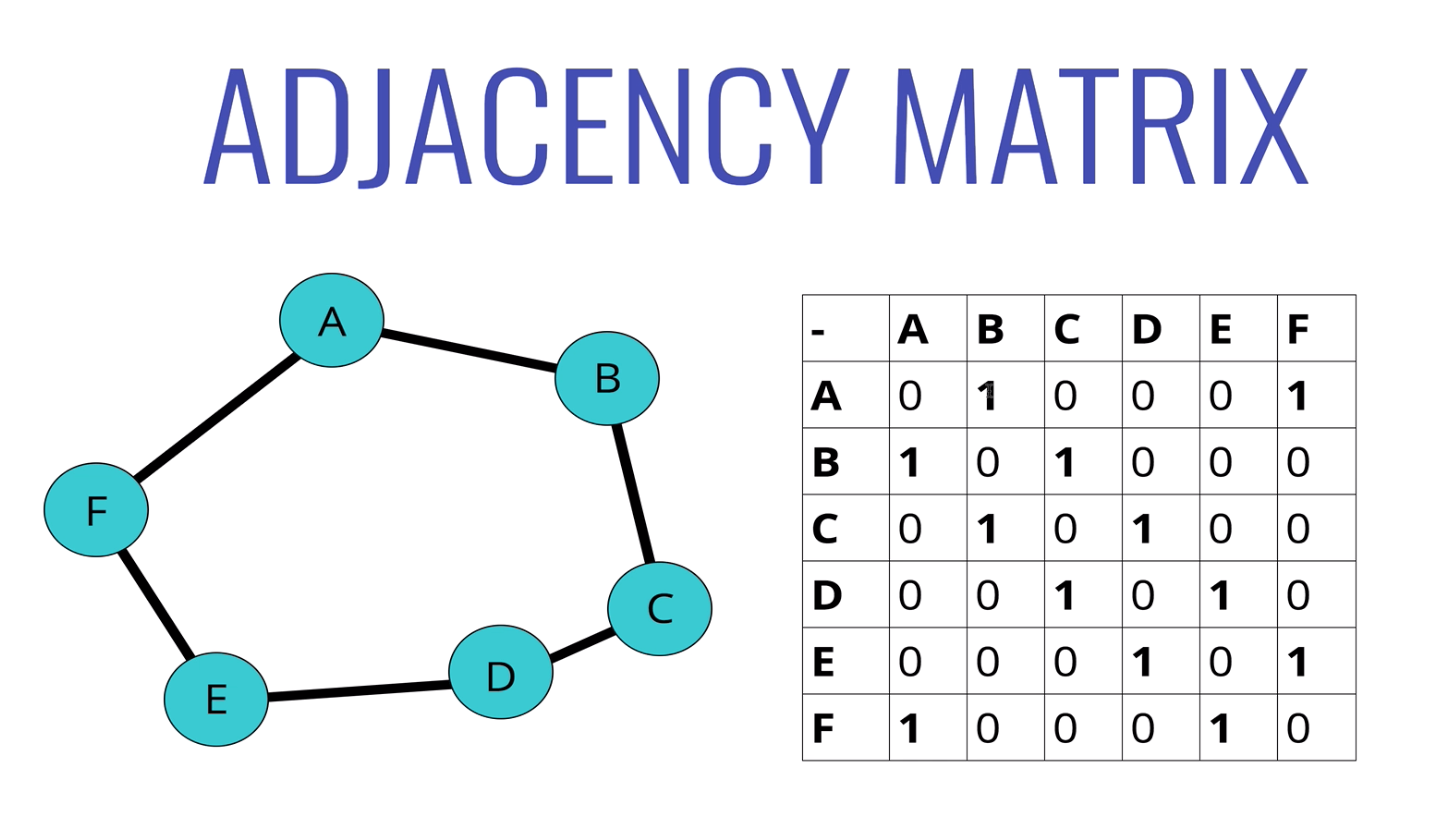 ADJACENCY MATRIX
A
B
F
C
D
E
- A B C D E F
A 0 1 0 0 0 1
B 1 0 1 0 0 0
C 0 1 0 1 0 0
D 0 0 1 0 1 0
E 0 0 0 1 0 1
F 1 0 0 0 1 0